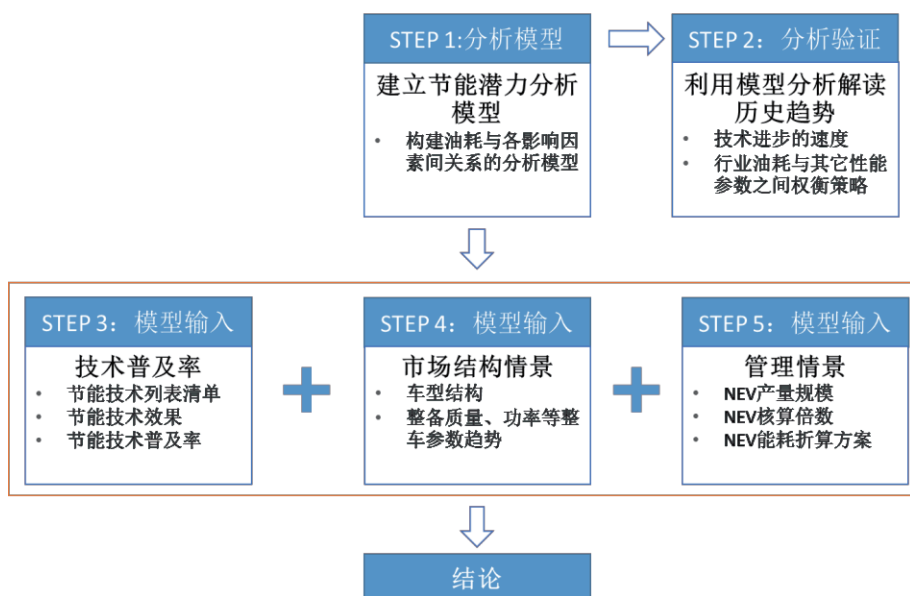 STEP 1:分析模型
建立节能潜力分析
模型
• 构建油耗与各影响因
素间关系的分析模型
STEP 2：分析验证
利用模型分析解读
历史趋势
• 技术进步的速度
• 行业油耗与其它性能
参数之间权衡策略
STEP 3：模型输入
技术普及率
• 节能技术列表清单
• 节能技术效果
• 节能技术普及率
STEP 4：模型输入
市场结构情景
• 车型结构
• 整备质量、功率等整
车参数趋势
STEP 5：模型输入
管理情景
• NEV产量规模
• NEV核算倍数
• NEV能耗折算方案
结论